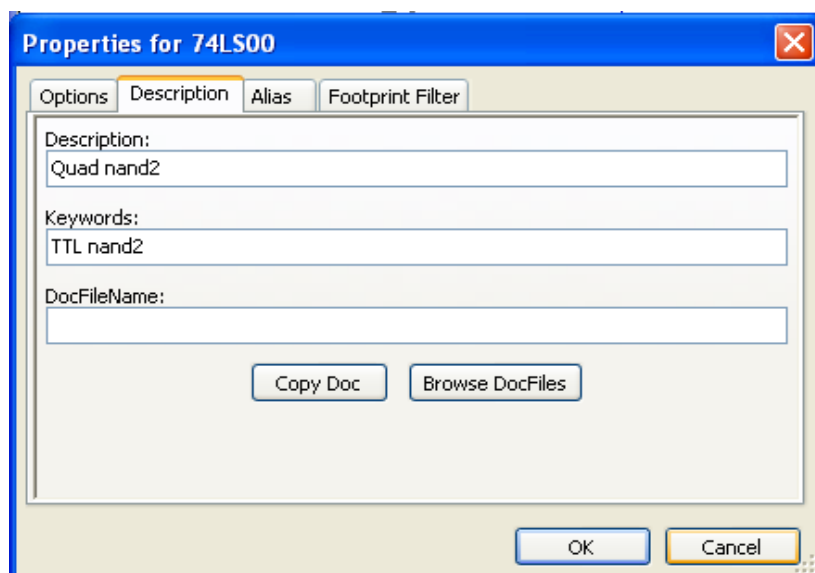 Properties for 74LS00
Options Description Alias Footprint Filter
Description:
Quad nand2
Keywords:
TTL nand2
DocFileName:
Copy Doc Browse DocFiles
OK Cancel